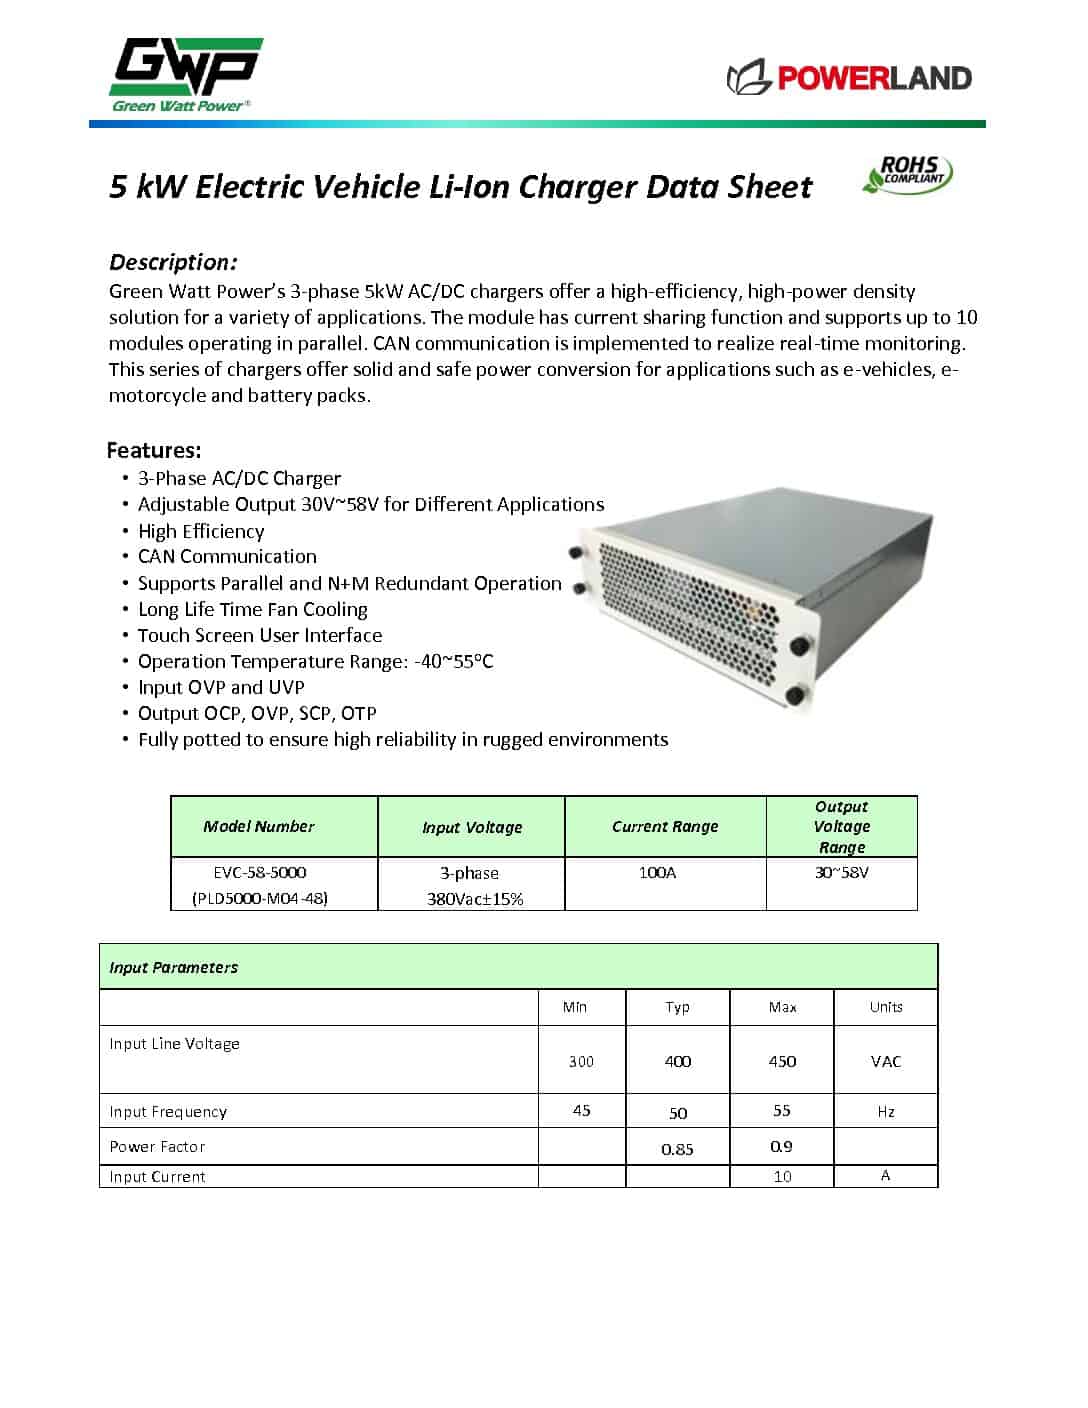 GWP
Green Watt Power®
POWERLAND
5 kW Electric Vehicle Li-Ion Charger Data Sheet
ROHS
COMPLIANT
Description:
Green Watt Power’s 3-phase 5kW AC/DC chargers offer a high-efficiency, high-power density
solution for a variety of applications. The module has current sharing function and supports up to 10
modules operating in parallel. CAN communication is implemented to realize real-time monitoring.
This series of chargers offer solid and safe power conversion for applications such as e-vehicles, e-
motorcycle and battery packs.
Features:
• 3-Phase AC/DC Charger
• Adjustable Output 30V~58V for Different Applications
• High Efficiency
• CAN Communication
• Supports Parallel and N+M Redundant Operation
• Long Life Time Fan Cooling
• Touch Screen User Interface
• Operation Temperature Range: -40~55°C
• Input OVP and UVP
• Output OCP, OVP, SCP, OTP
• Fully potted to ensure high reliability in rugged environments
Model Number Input Voltage Current Range Output Voltage Range
EVC-58-5000 3-phase 100A 30~58V
(PLD5000-M04-48) 380Vac±15%
Input Parameters
Min Typ Max Units
Input Line Voltage 300 400 450 VAC
Input Frequency 45 50 55 Hz
Power Factor 0.85 0.9
Input Current 10 A